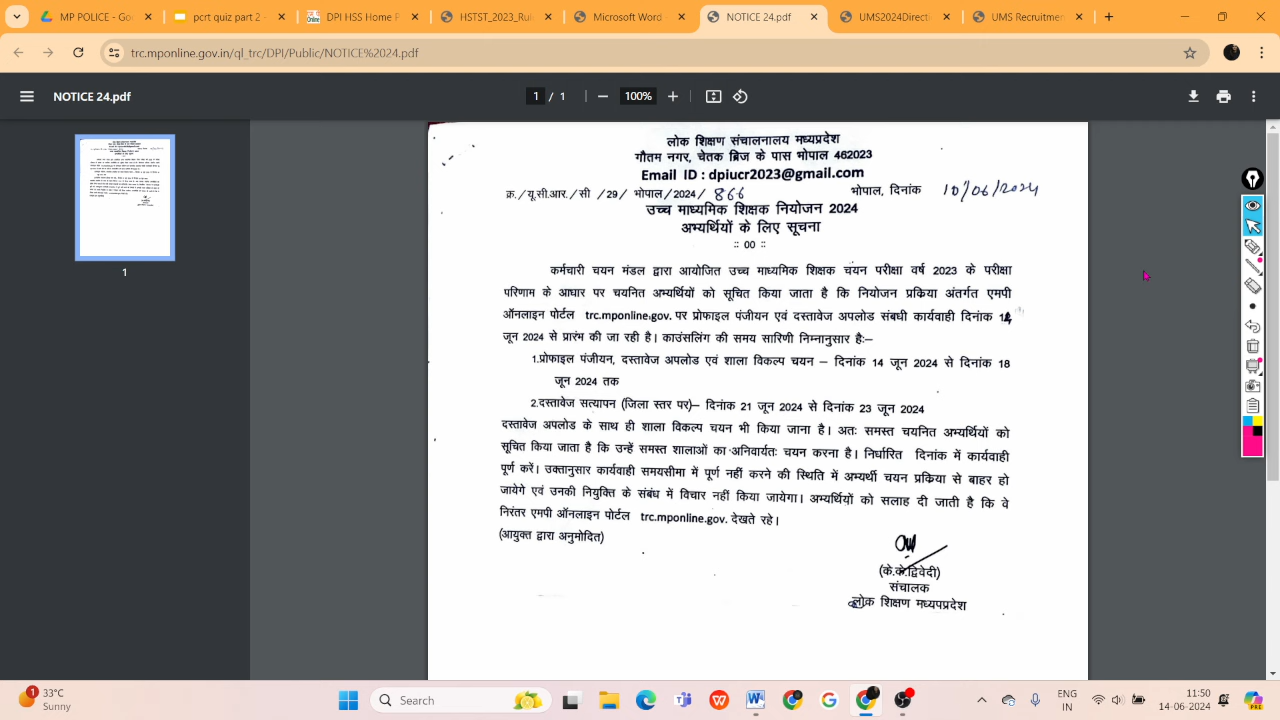 MP POLICE - Goo
pcrt quiz part 2 -
DPI HSS Home P
HSTST_2023_Rul
Microsoft Word
NOTICE 24.pdf
UMS2024Directi
UMS Recruitmen
trc.mponline.gov.in/ql_trc/DPI/Public/NOTICE%2024.pdf
NOTICE 24.pdf
1 / 1
100%
1
लोक शिक्षण संचालनालय मध्यप्रदेश
गौतम नगर, चेतक ब्रिज के पास भोपाल 462023
Email ID : dpiucr2023@gmail.com
क्र./यू.सी.आर./सी /29/ भोपाल/2024/ 866 भोपाल, दिनांक 10/06/2024
उच्च माध्यमिक शिक्षक नियोजन 2024
अभ्यर्थियों के लिए सूचना
:: 00 ::
कर्मचारी चयन मंडल द्वारा आयोजित उच्च माध्यमिक शिक्षक चयन परीक्षा वर्ष 2023 के परीक्षा
परिणाम के आधार पर चयनित अभ्यर्थियों को सूचित किया जाता है कि नियोजन प्रक्रिया अंतर्गत एमपी
ऑनलाइन पोर्टल trc.mponline.gov. पर प्रोफाइल पंजीयन एवं दस्तावेज अपलोड संबधी कार्यवाही दिनांक
जून 2024 से प्रारंभ की जा रही है। काउंसलिंग की समय सारिणी निम्नानुसार है:–
1.प्रोफाइल पंजीयन, दस्तावेज अपलोड एवं शाला विकल्प चयन – दिनांक 14 जून 2024 से दिनांक 18
जून 2024 तक
2.दस्तावेज सत्यापन (जिला स्तर पर)– दिनांक 21 जून 2024 से दिनांक 23 जून 2024
दस्तावेज अपलोड के साथ ही शाला विकल्प चयन भी किया जाना है। अतः समस्त चयनित अभ्यर्थियों को
सूचित किया जाता है कि उन्हें समस्त शालाओं का अनिवार्यतः चयन करना है। निर्धारित दिनांक में कार्यवाही
पूर्ण करें। उक्तानुसार कार्यवाही समयसीमा में पूर्ण नहीं करने की स्थिति में अभ्यर्थी चयन प्रक्रिया से बाहर हो
जायेगे एवं उनकी नियुक्ति के संबंध में विचार नहीं किया जायेगा। अभ्यर्थियों को सलाह दी जाती है कि वे
निरंतर एमपी ऑनलाइन पोर्टल trc.mponline.gov. देखते रहे।
(आयुक्त द्वारा अनुमोदित)
(के.के.द्विवेदी)
संचालक
लोक शिक्षण मध्यपप्रदेश
33°C
Sunny
Search
ENG
IN
11:50
14-06-2024